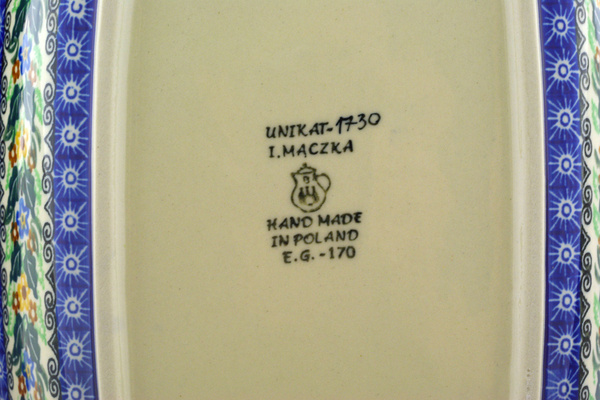 UNIKAT-1730
I.MĄCZKA
HAND MADE
IN POLAND
E.G.-170